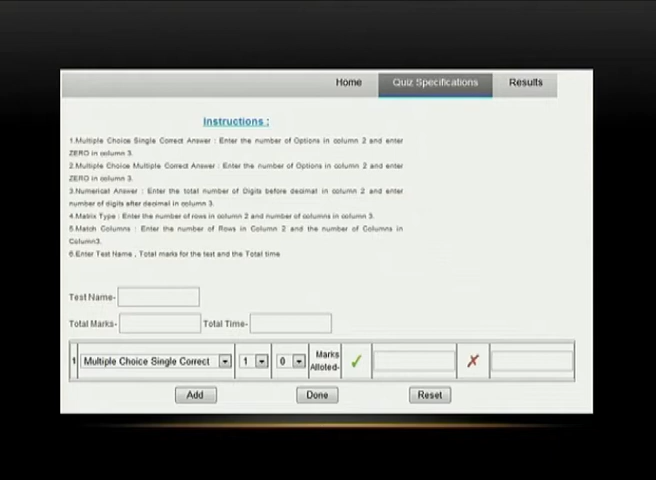 Home Quiz Specifications Results
Instructions :
1.Multiple Choice Single Correct Answer : Enter the number of Options in column 2 and enter
ZERO in column 3.
2.Multiple Choice Multiple Correct Answer : Enter the number of Options in column 2 and enter
ZERO in column 3.
3.Numerical Answer : Enter the total number of Digits before decimal in column 2 and enter
number of digits after decimal in column 3.
4.Matrix Type : Enter the number of rows in column 2 and number of columns in column 3.
5.Match Columns : Enter the number of Rows in Column 2 and the number of Columns in
Column3.
6.Enter Test Name , Total marks for the test and the Total time
Test Name-
Total Marks- Total Time-
1 Multiple Choice Single Correct 1 0 Marks
Alloted-
Add Done Reset